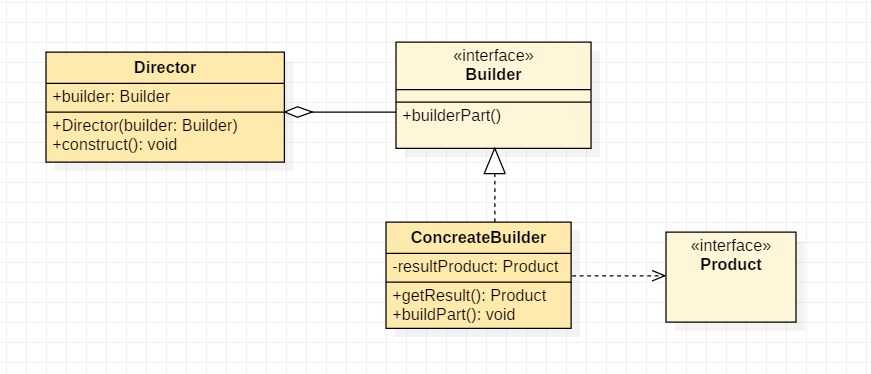 Director
+builder: Builder
+Director(builder: Builder)
+construct(): void
«interface»
Builder
+builderPart()
ConcreateBuilder
-resultProduct: Product
+getResult(): Product
+buildPart(): void
«interface»
Product